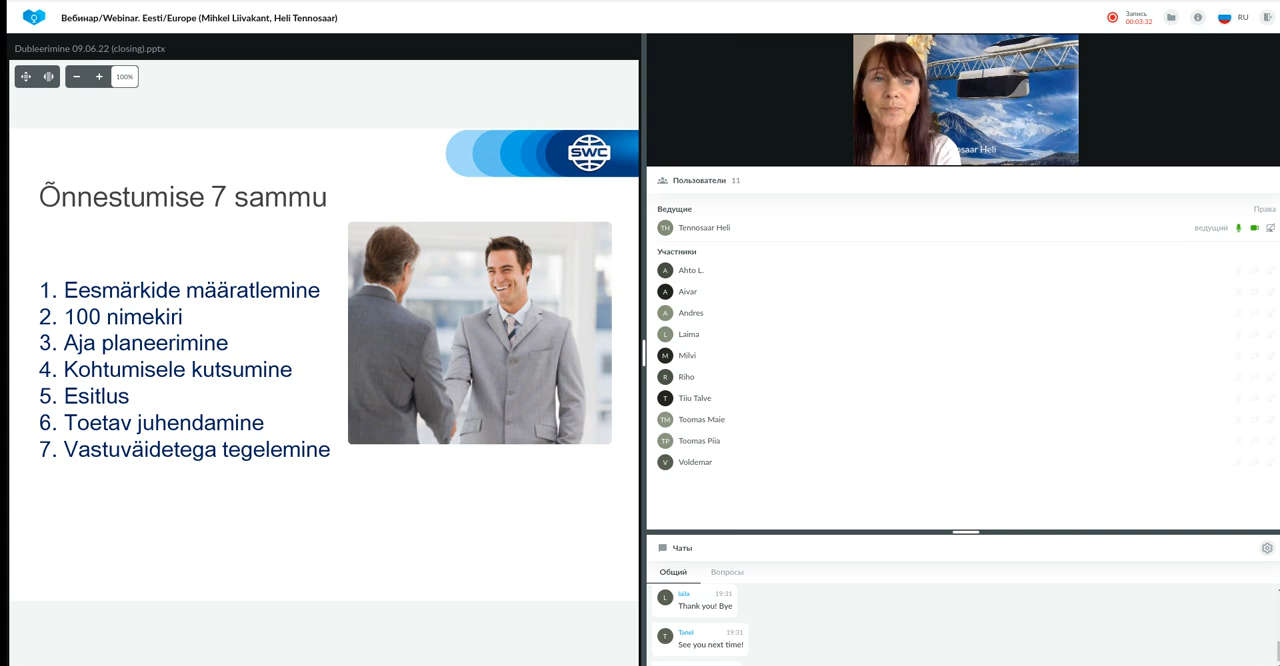 Вебинар/Webinar. Eesti/Europe (Mihkel Liivakant, Heli Tennosaar)
Запись
00:03:32
RU
Dubleerimine 09.06.22 (closing).pptx
100%
SWC
Õnnestumise 7 sammu
1. Eesmärkide määratlemine
2. 100 nimekiri
3. Aja planeerimine
4. Kohtumisele kutsumine
5. Esitlus
6. Toetav juhendamine
7. Vastuväidetega tegelemine
saar Heli
Пользователи 11
Ведущие Права
TH Tennosaar Heli ведущий
Участники
A Ahto L.
A Aivar
A Andres
L Laima
M Milvi
R Riho
T Tiiu Talve
TM Toomas Maie
TP Toomas Piia
V Voldemar
Чаты
Общий Вопросы
L laila 19:31
Thank you! Bye
T Tanel 19:31
See you next time!